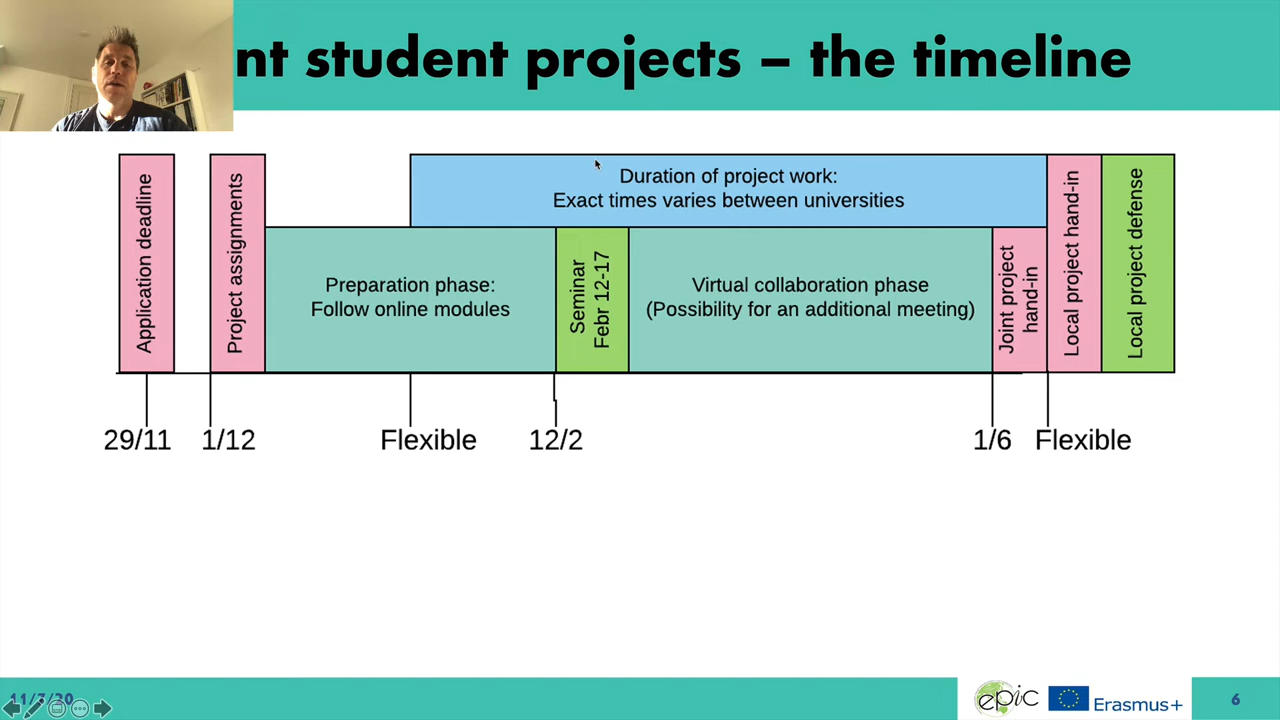 nt student projects – the timeline
Application deadline
Project assignments
Duration of project work:
Exact times varies between universities
Preparation phase:
Follow online modules
Seminar
Febr 12-17
Virtual collaboration phase
(Possibility for an additional meeting)
Joint project
hand-in
Local project hand-in
Local project defense
29/11
1/12
Flexible
12/2
1/6
Flexible
epic
Erasmus+
6